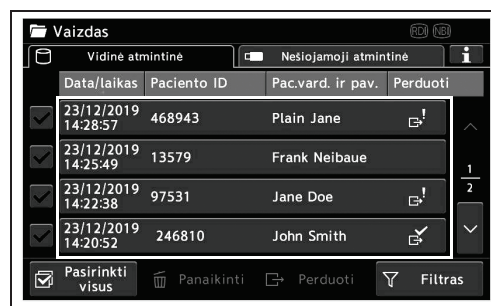 Vaizdas RDI NBI
Vidinė atmintinė Nešiojamoji atmintinė i
Data/laikas Paciento ID Pac.vard. ir pav. Perduoti
23/12/2019
14:28:57 468943 Plain Jane
23/12/2019
14:25:49 13579 Frank Neibaue
23/12/2019
14:22:38 97531 Jane Doe
23/12/2019
14:20:52 246810 John Smith
1
2
Pasirinkti
visus Panaikinti Perduoti Filtras